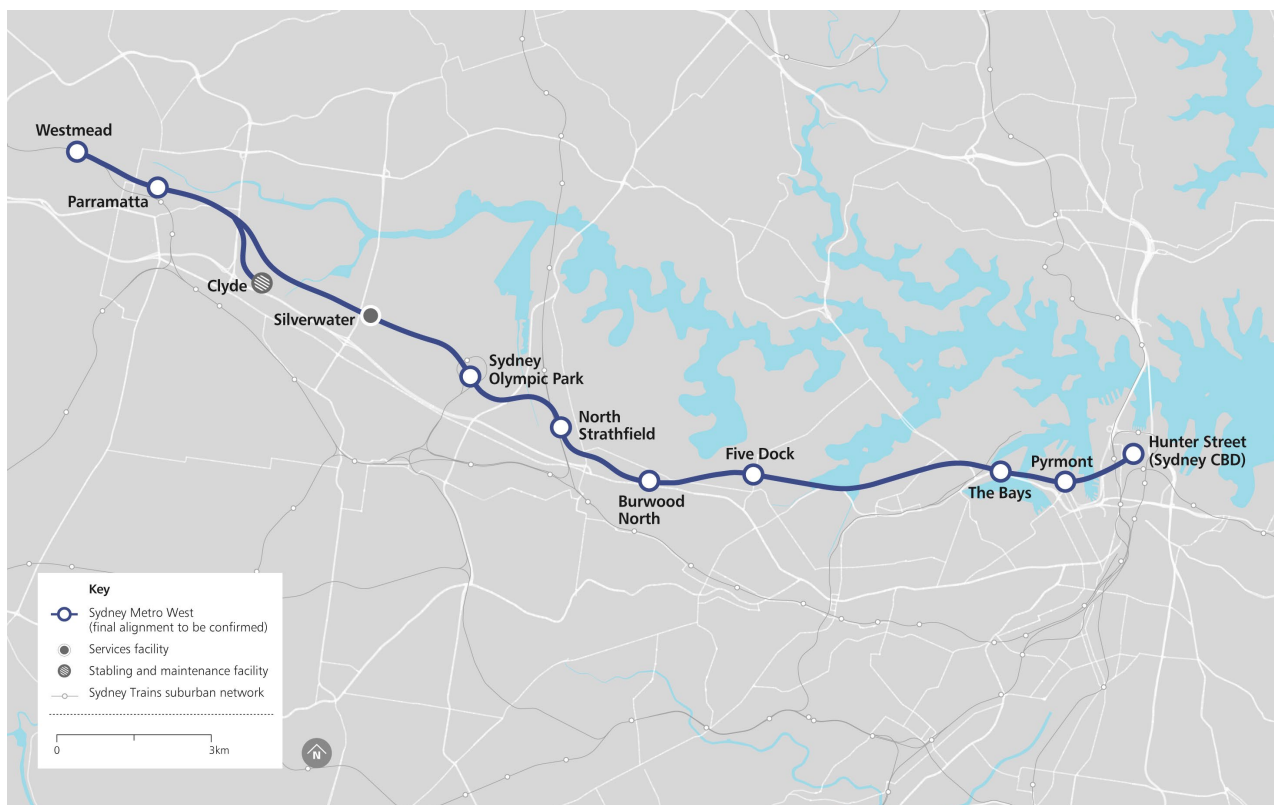 Westmead
Parramatta
Clyde
Silverwater
Sydney
Olympic Park
North
Strathfield
Burwood
North
Five Dock
The Bays
Pyrmont
Hunter Street
(Sydney CBD)
Key
Sydney Metro West
(final alignment to be confirmed)
Services facility
Stabling and maintenance facility
Sydney Trains suburban network
0 3km
N